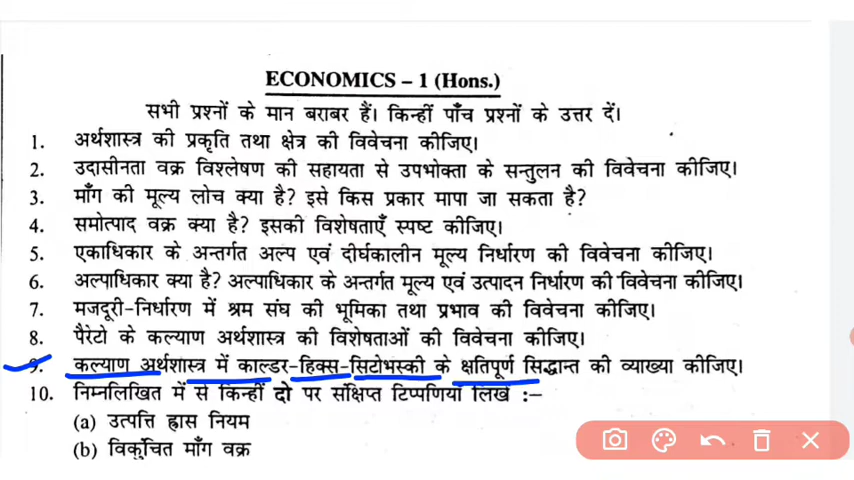 ECONOMICS – 1 (Hons.)
सभी प्रश्नों के मान बराबर हैं। किन्हीं पाँच प्रश्नों के उत्तर दें।
1. अर्थशास्त्र की प्रकृति तथा क्षेत्र की विवेचना कीजिए।
2. उदासीनता वक्र विश्लेषण की सहायता से उपभोक्ता के सन्तुलन की विवेचना कीजिए।
3. माँग की मूल्य लोच क्या है? इसे किस प्रकार मापा जा सकता है?
4. समोत्पाद वक्र क्या है? इसकी विशेषताएँ स्पष्ट कीजिए।
5. एकाधिकार के अन्तर्गत अल्प एवं दीर्घकालीन मूल्य निर्धारण की विवेचना कीजिए।
6. अल्पाधिकार क्या है? अल्पाधिकार के अन्तर्गत मूल्य एवं उत्पादन निर्धारण की विवेचना कीजिए।
7. मजदूरी-निर्धारण में श्रम संघ की भूमिका तथा प्रभाव की विवेचना कीजिए।
8. पैरेटो के कल्याण अर्थशास्त्र की विशेषताओं की विवेचना कीजिए।
9. कल्याण अर्थशास्त्र में काल्डर-हिक्स-सिटोभस्की के क्षतिपूर्ण सिद्धान्त की व्याख्या कीजिए।
10. निम्नलिखित में से किन्हीं दो पर संक्षिप्त टिप्पणियाँ लिखें :–
(a) उत्पत्ति ह्रास नियम
(b) विकुंचित माँग वक्र